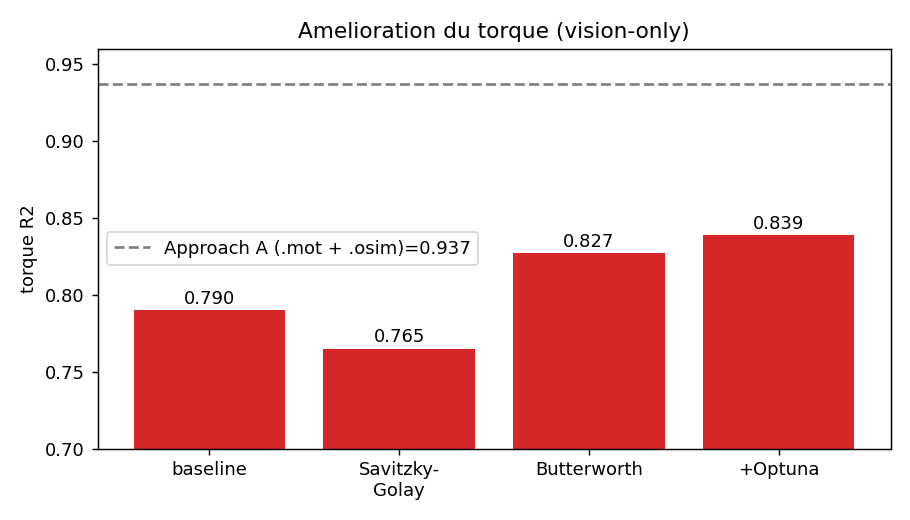 Amelioration du torque (vision-only)
torque R2
0.95
0.90
0.85
0.80
0.75
0.70
Approach A (.mot + .osim)=0.937
0.790
0.765
0.827
0.839
baseline
Savitzky-
Golay
Butterworth
+Optuna